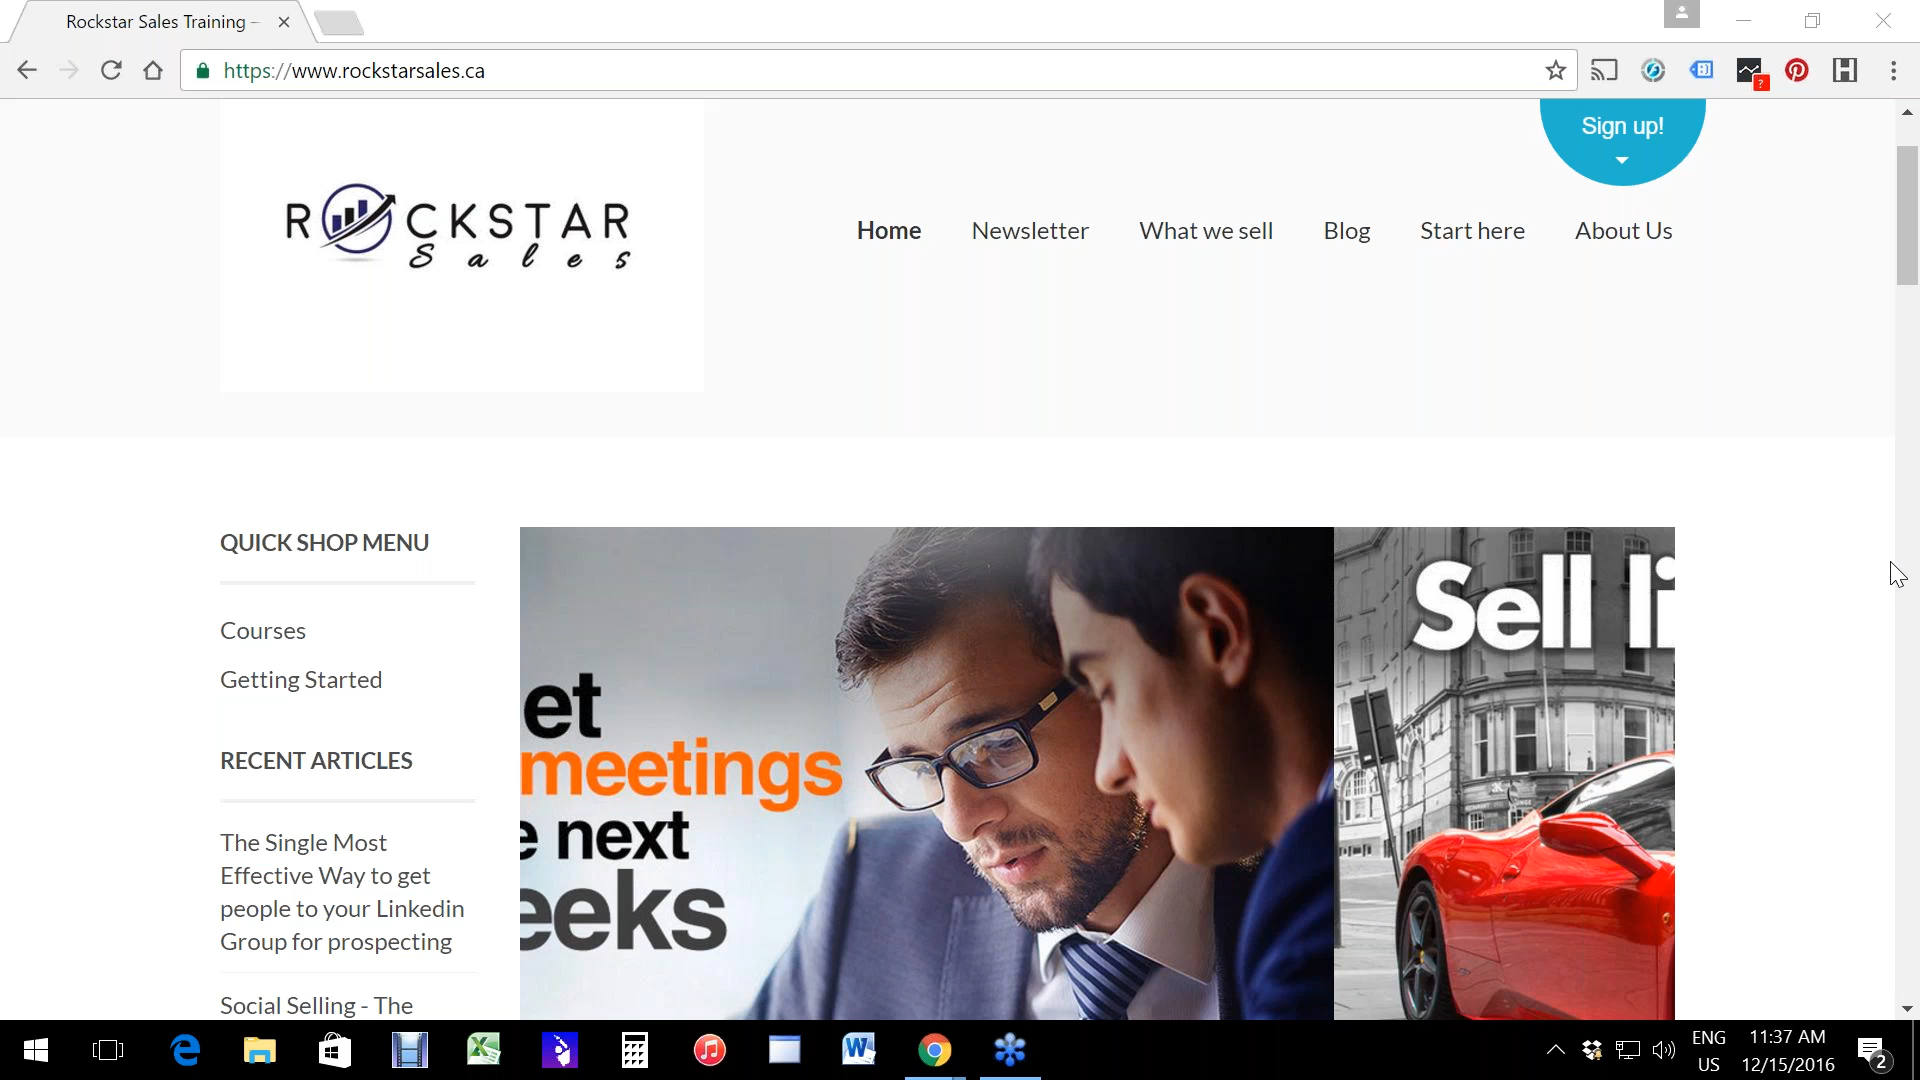 Rockstar Sales Training –
https://www.rockstarsales.ca
Sign up!
ROCKSTAR
Sales
Home
Newsletter
What we sell
Blog
Start here
About Us
QUICK SHOP MENU
Courses
Getting Started
RECENT ARTICLES
The Single Most
Effective Way to get
people to your Linkedin
Group for prospecting
Social Selling - The
et
meetings
e next
eeks
Sell li
ENG
US
11:37 AM
12/15/2016
2